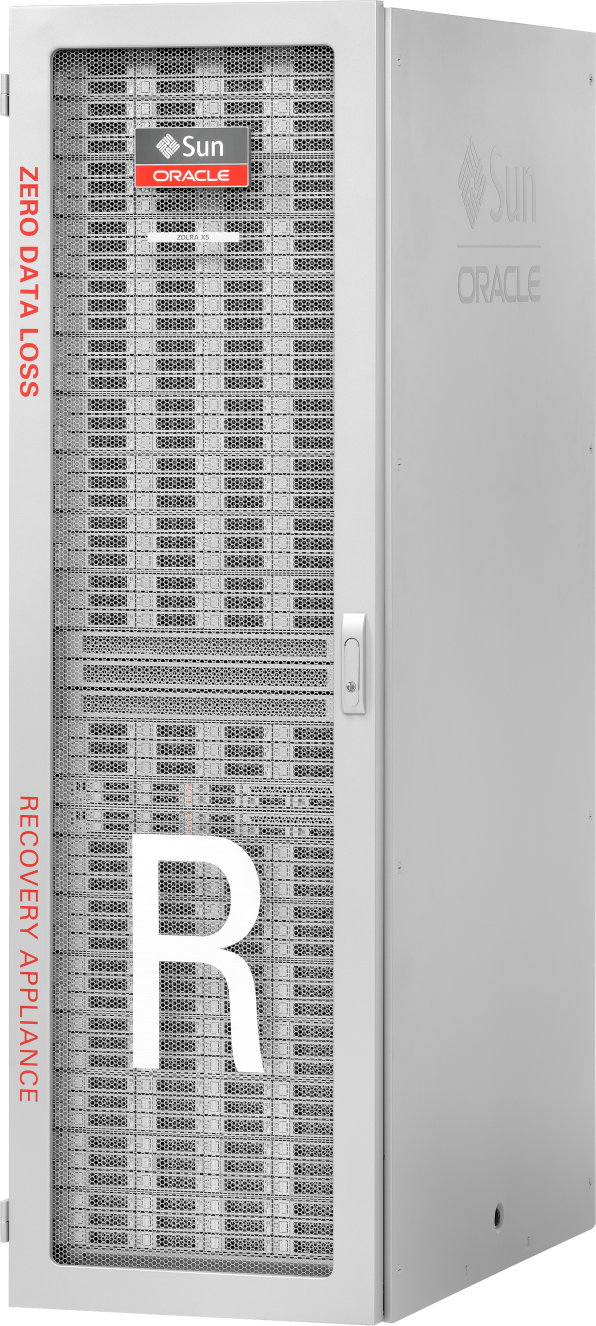 Sun
ORACLE
ZDLRA X5
ZERO DATA LOSS
RECOVERY APPLIANCE
R
Sun
ORACLE